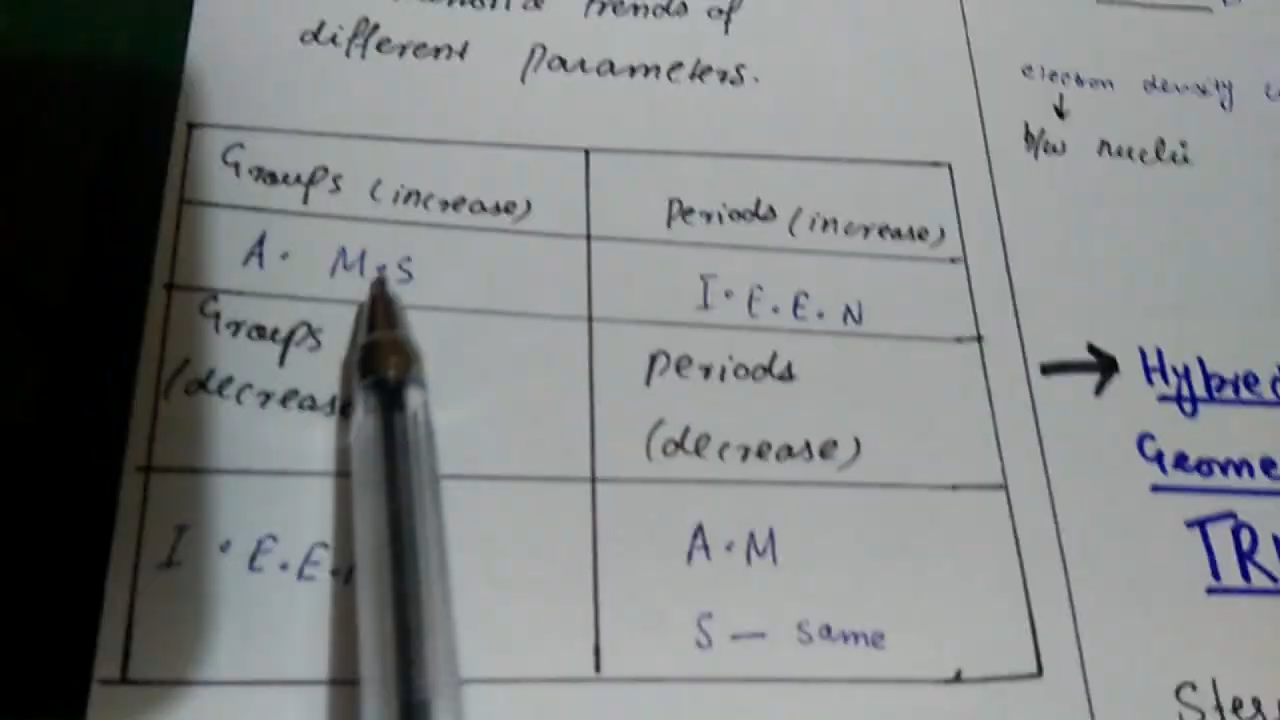 trends of
different parameters.
Groups (increase)
Periods (increase)
A. M.S
I.E.E.N
Groups
(decrease
Periods
(decrease)
I.E.E.
A.M
S - same
electron density
↓
b/w nuclei
→ Hybrid
Geome
TR
Ster